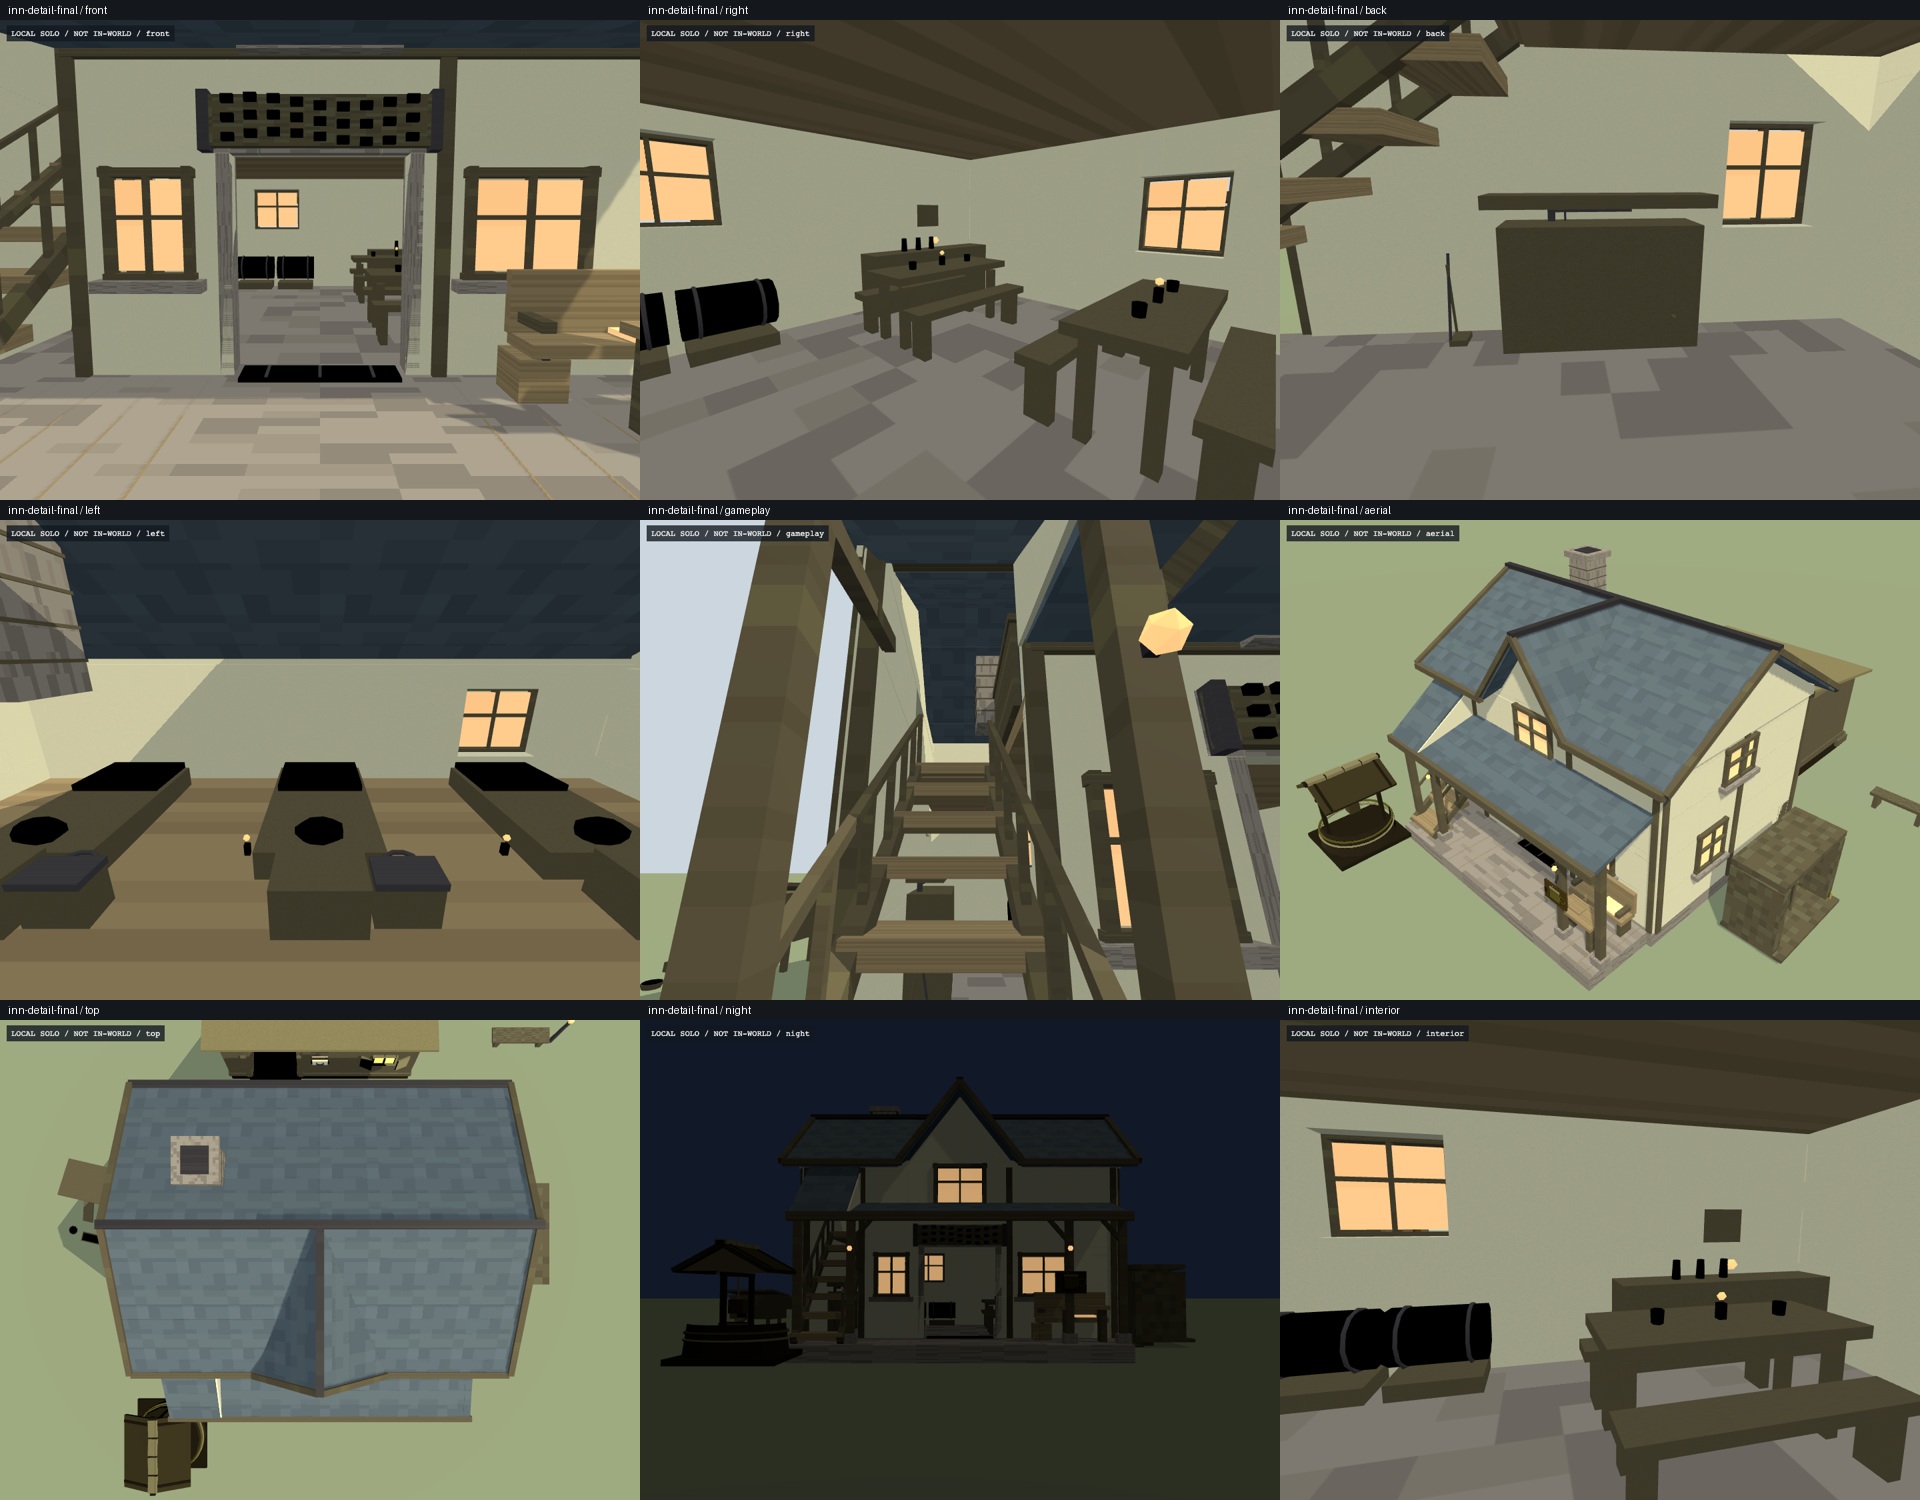 inn-detail-final / front
LOCAL SOLO / NOT IN-WORLD / front
inn-detail-final / right
LOCAL SOLO / NOT IN-WORLD / right
inn-detail-final / back
LOCAL SOLO / NOT IN-WORLD / back
inn-detail-final / left
LOCAL SOLO / NOT IN-WORLD / left
inn-detail-final / gameplay
LOCAL SOLO / NOT IN-WORLD / gameplay
inn-detail-final / aerial
LOCAL SOLO / NOT IN-WORLD / aerial
inn-detail-final / top
LOCAL SOLO / NOT IN-WORLD / top
inn-detail-final / night
LOCAL SOLO / NOT IN-WORLD / night
inn-detail-final / interior
LOCAL SOLO / NOT IN-WORLD / interior